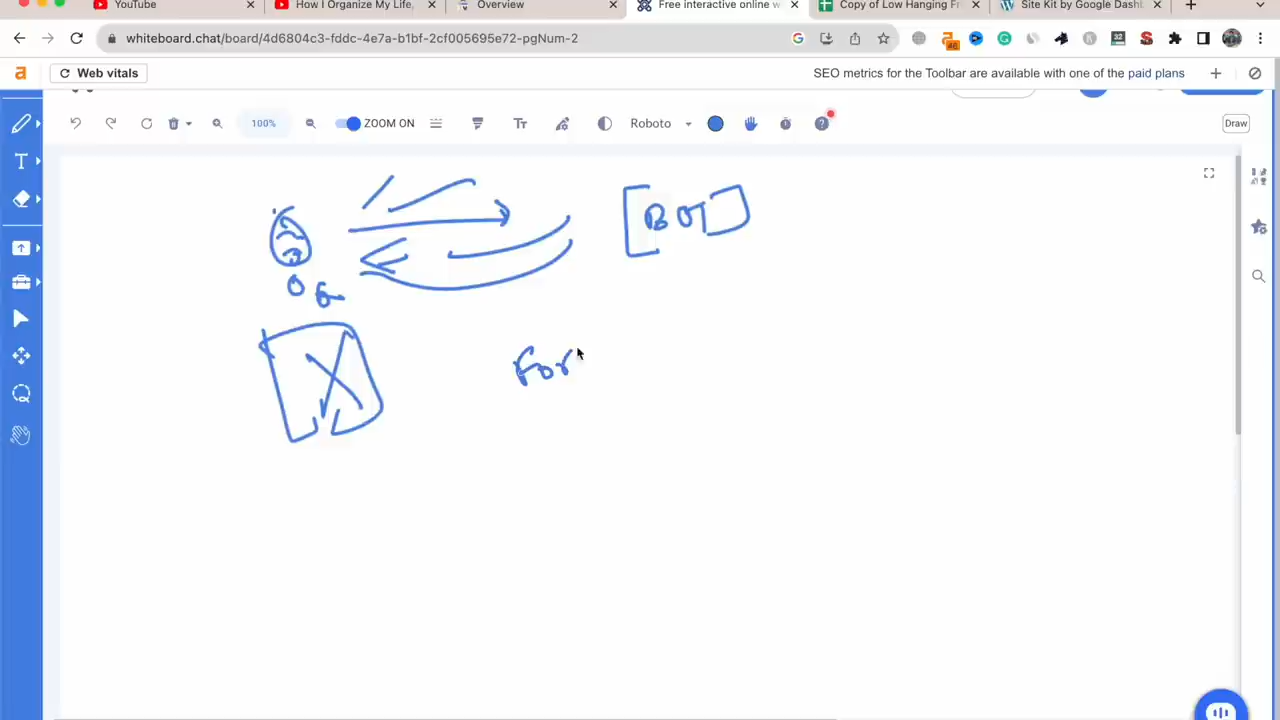 YouTube
How I Organize My Life,
Overview
Free interactive online w
Copy of Low Hanging Fr
Site Kit by Google Dashb
whiteboard.chat/board/4d6804c3-fddc-4e7a-b1bf-2cf005695e72-pgNum-2
Web vitals
SEO metrics for the Toolbar are available with one of the paid plans
100%
ZOOM ON
Roboto
Draw
BOT
For